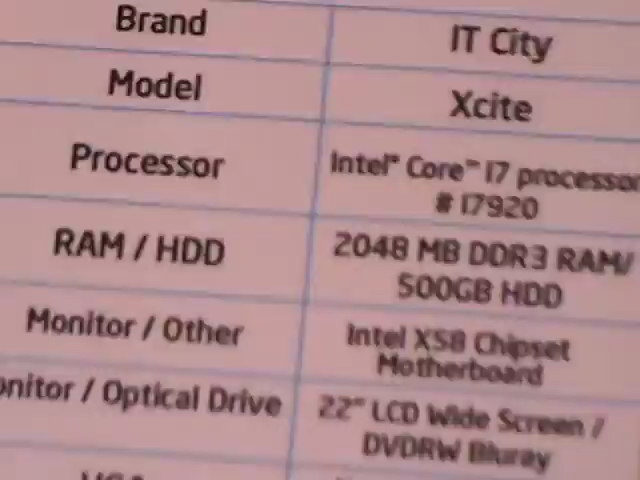 Brand IT City
Model Xcite
Processor Intel® Core™ i7 processor
# i7920
RAM / HDD 2048 MB DDR3 RAM/
500GB HDD
Monitor / Other Intel X58 Chipset
Motherboard
onitor / Optical Drive 22" LCD Wide Screen /
DVDRW Bluray